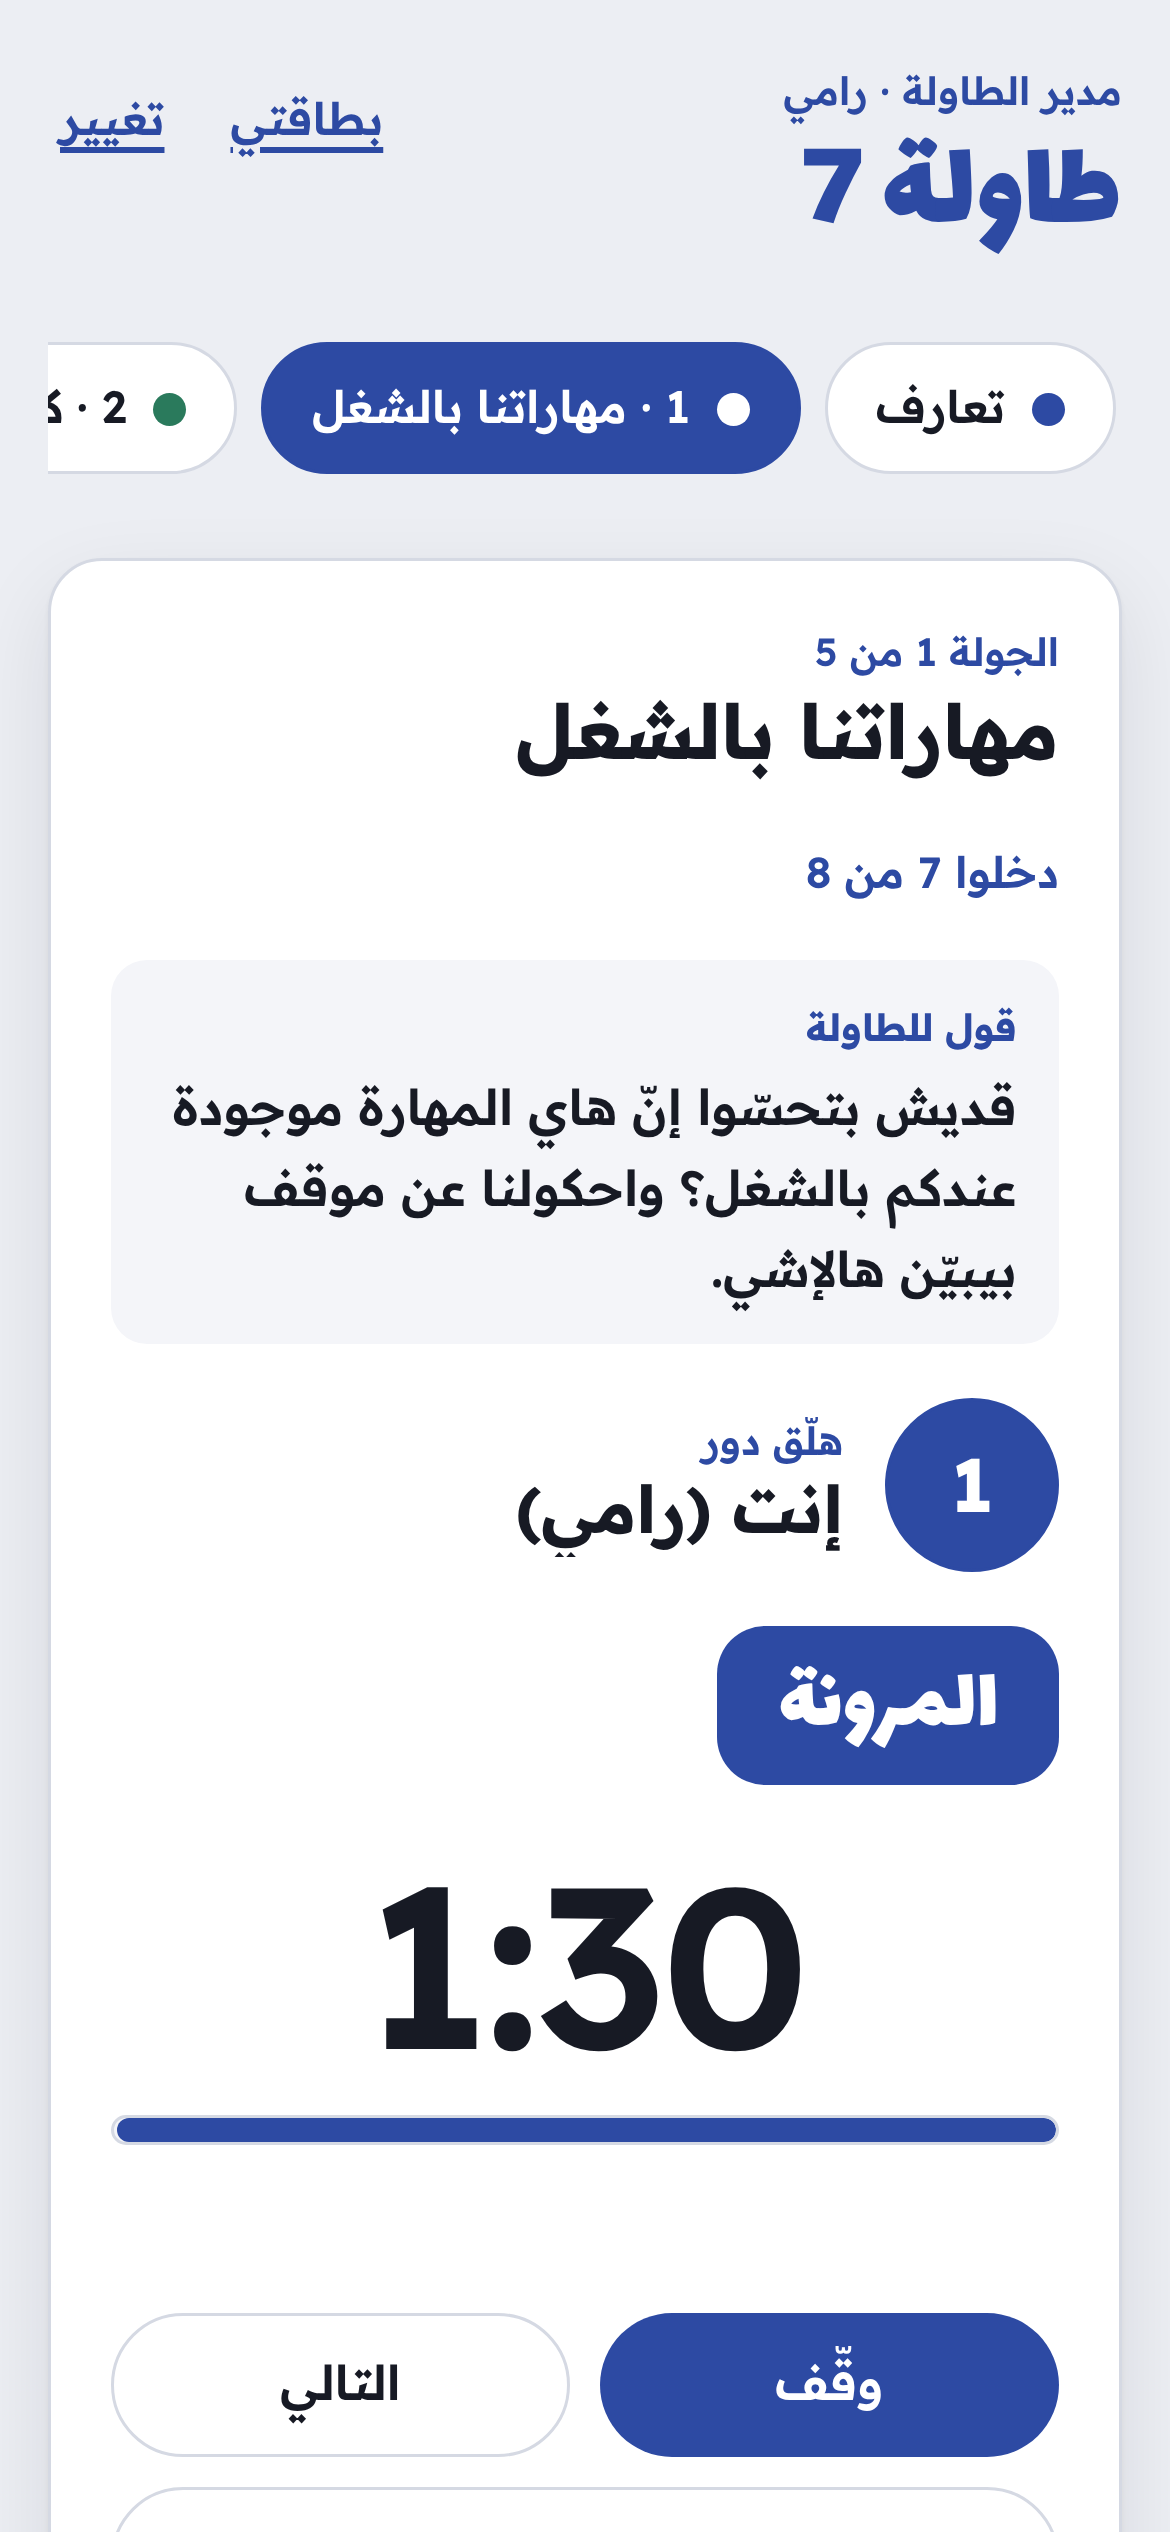 مدير الطاولة · رامي
طاولة 7
بطاقتي
تغيير
تعارف
1 · مهاراتنا بالشغل
2 ·
الجولة 1 من 5
مهاراتنا بالشغل
دخلوا 7 من 8
قول للطاولة
قديش بتحسّوا إنّ هاي المهارة موجودة
عندكم بالشغل؟ واحكولنا عن موقف
بيبيّن هالإشي.
1
هلّق دور
إنت (رامي)
المرونة
1:30
وقّف
التالي